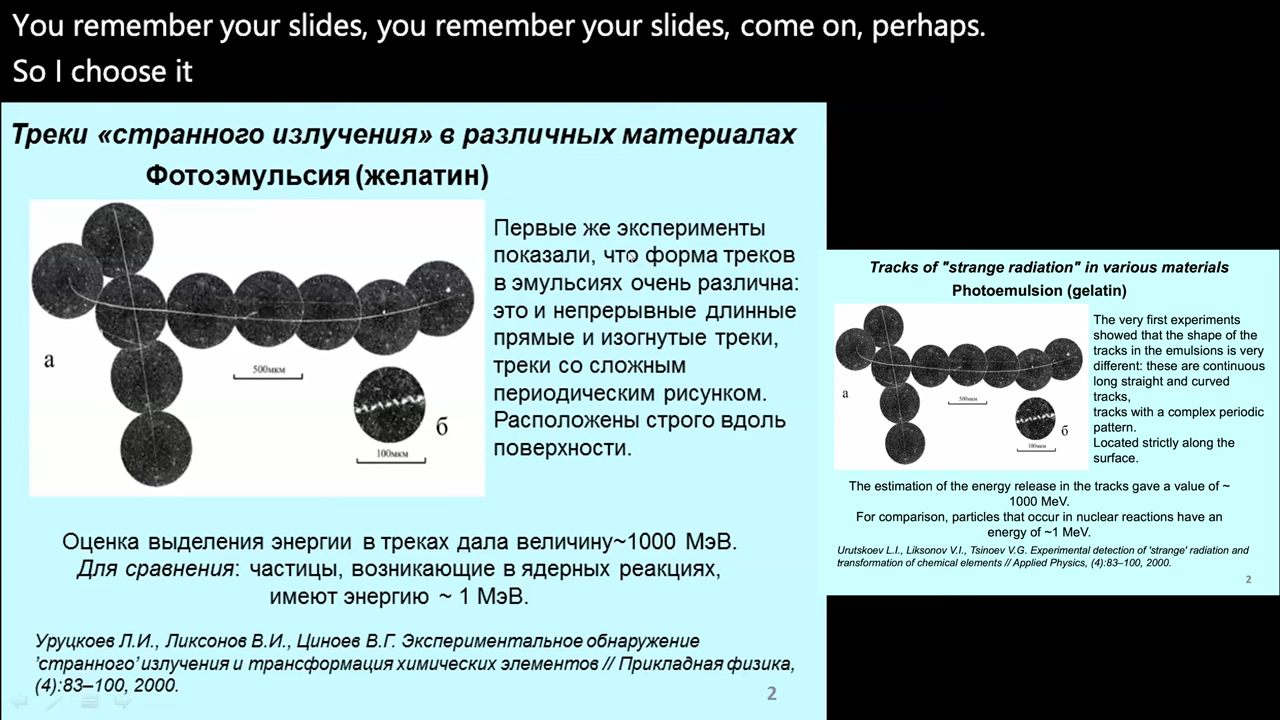 You remember your slides, you remember your slides, come on, perhaps.
So I choose it
Треки «странного излучения» в различных материалах
Фотоэмульсия (желатин)
а
500мкм
б
100мкм
Первые же эксперименты
показали, что форма треков
в эмульсиях очень различна:
это и непрерывные длинные
прямые и изогнутые треки,
треки со сложным
периодическим рисунком.
Расположены строго вдоль
поверхности.
Оценка выделения энергии в треках дала величину~1000 МэВ.
Для сравнения: частицы, возникающие в ядерных реакциях,
имеют энергию ~ 1 МэВ.
Уруцкоев Л.И., Ликсонов В.И., Циноев В.Г. Экспериментальное обнаружение
'странного' излучения и трансформация химических элементов // Прикладная физика,
(4):83–100, 2000.
2
Tracks of "strange radiation" in various materials
Photoemulsion (gelatin)
а
500мкм
б
100мкм
The very first experiments
showed that the shape of the
tracks in the emulsions is very
different: these are continuous
long straight and curved
tracks,
tracks with a complex periodic
pattern.
Located strictly along the
surface.
The estimation of the energy release in the tracks gave a value of ~
1000 MeV.
For comparison, particles that occur in nuclear reactions have an
energy of ~1 MeV.
Urutskoev L.I., Liksonov V.I., Tsinoev V.G. Experimental detection of 'strange' radiation and
transformation of chemical elements // Applied Physics, (4):83–100, 2000.
2